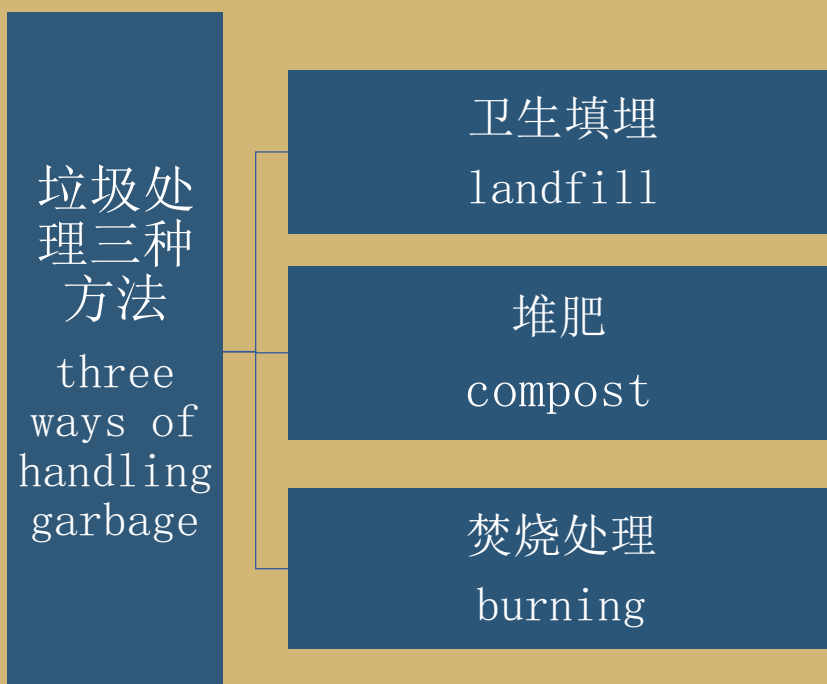 垃圾处
理三种
方法
three
ways of
handling
garbage
卫生填埋
landfill
堆肥
compost
焚烧处理
burning